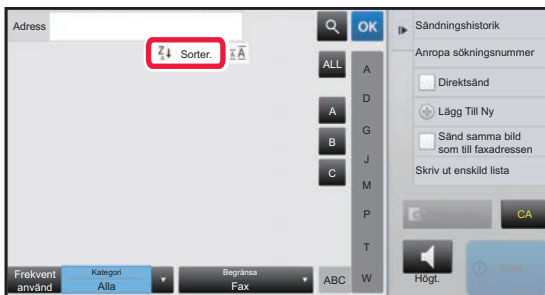 Adress
OK
Sorter.
ALL
A
B
C
A
D
G
J
M
P
T
W
ABC
Frekvent
använd
Kategori
Alla
Begränsa
Fax
Sändningshistorik
Anropa sökningsnummer
Direktsänd
Lägg Till Ny
Sänd samma bild
som till faxadressen
Skriv ut enskild lista
CA
Högt.
Start